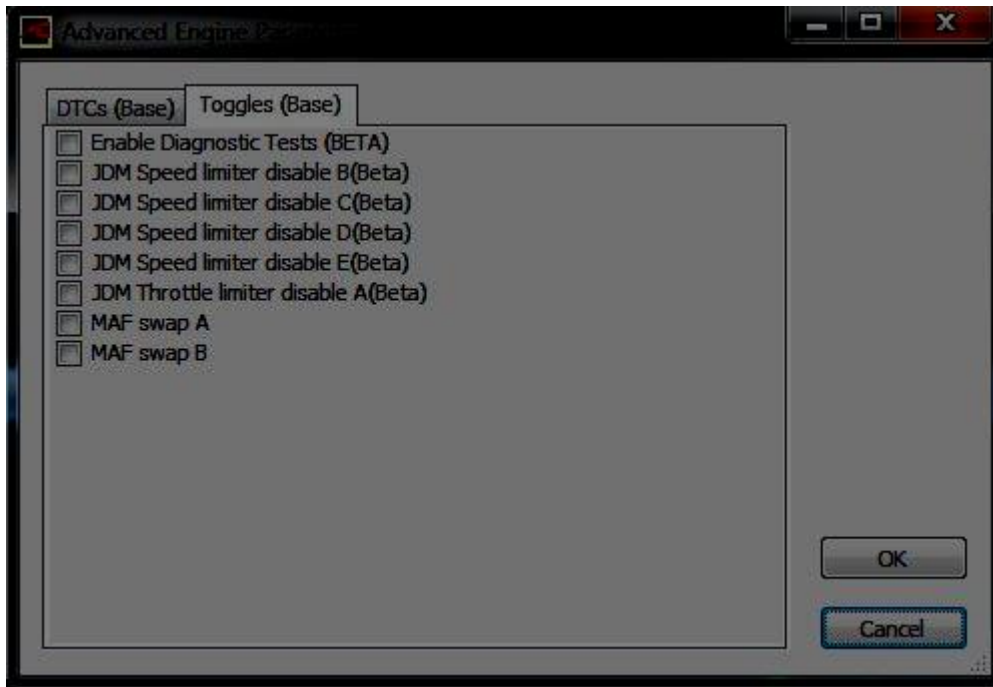 Advanced Engine
DTCs (Base)
Toggles (Base)
Enable Diagnostic Tests (BETA)
JDM Speed limiter disable B(Beta)
JDM Speed limiter disable C(Beta)
JDM Speed limiter disable D(Beta)
JDM Speed limiter disable E(Beta)
JDM Throttle limiter disable A(Beta)
MAF swap A
MAF swap B
OK
Cancel